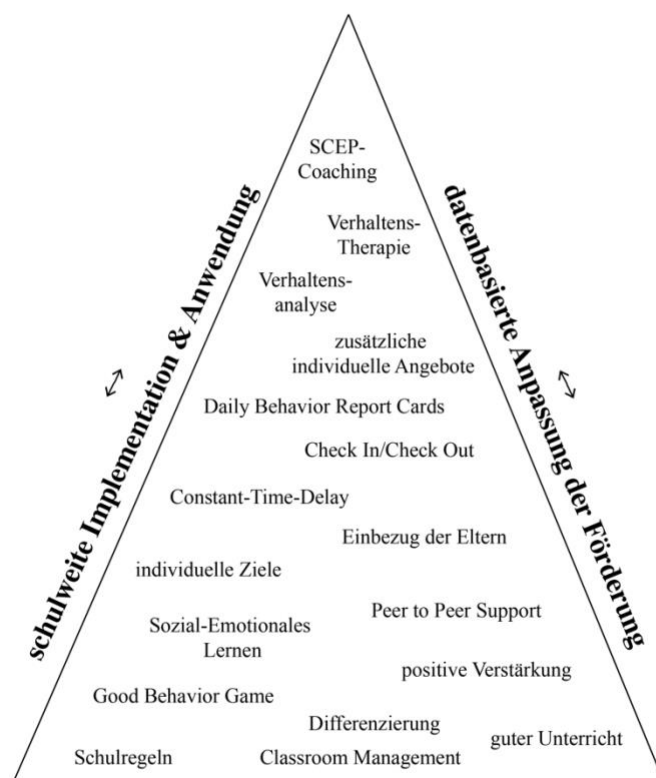 SCEP-
Coaching
Verhaltens-
Therapie
Verhaltens-
analyse
zusätzliche
individuelle Angebote
Daily Behavior Report Cards
Check In/Check Out
Constant-Time-Delay
Einbezug der Eltern
individuelle Ziele
Peer to Peer Support
Sozial-Emotionales
Lernen
positive Verstärkung
Good Behavior Game
Differenzierung
guter Unterricht
Schulregeln
Classroom Management
schulweite Implementation & Anwendung
datenbasierte Anpassung der Förderung